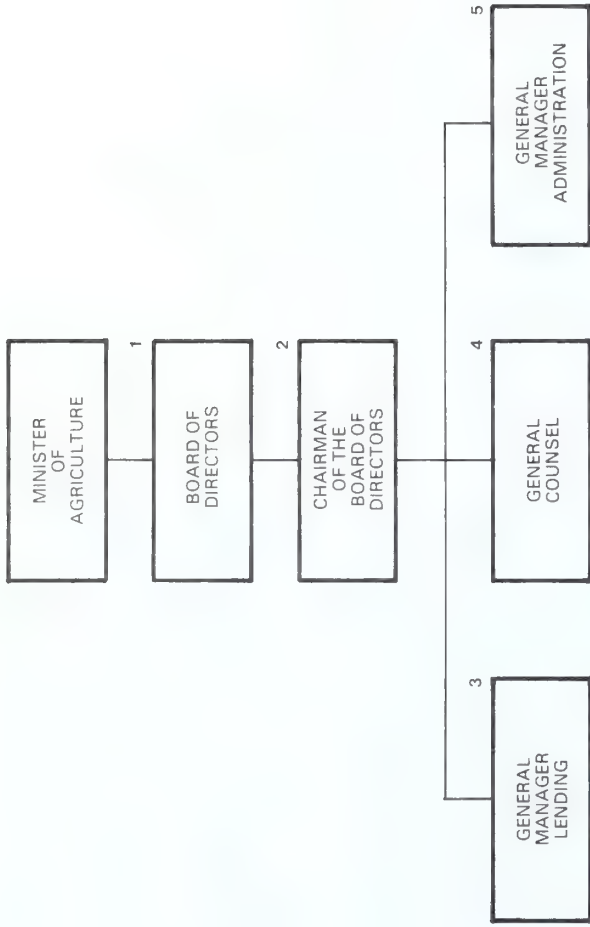 MINISTER
OF
AGRICULTURE
1
BOARD OF
DIRECTORS
2
CHAIRMAN
OF THE
BOARD OF
DIRECTORS
3
GENERAL
MANAGER
LENDING
4
GENERAL
COUNSEL
5
GENERAL
MANAGER
ADMINISTRATION